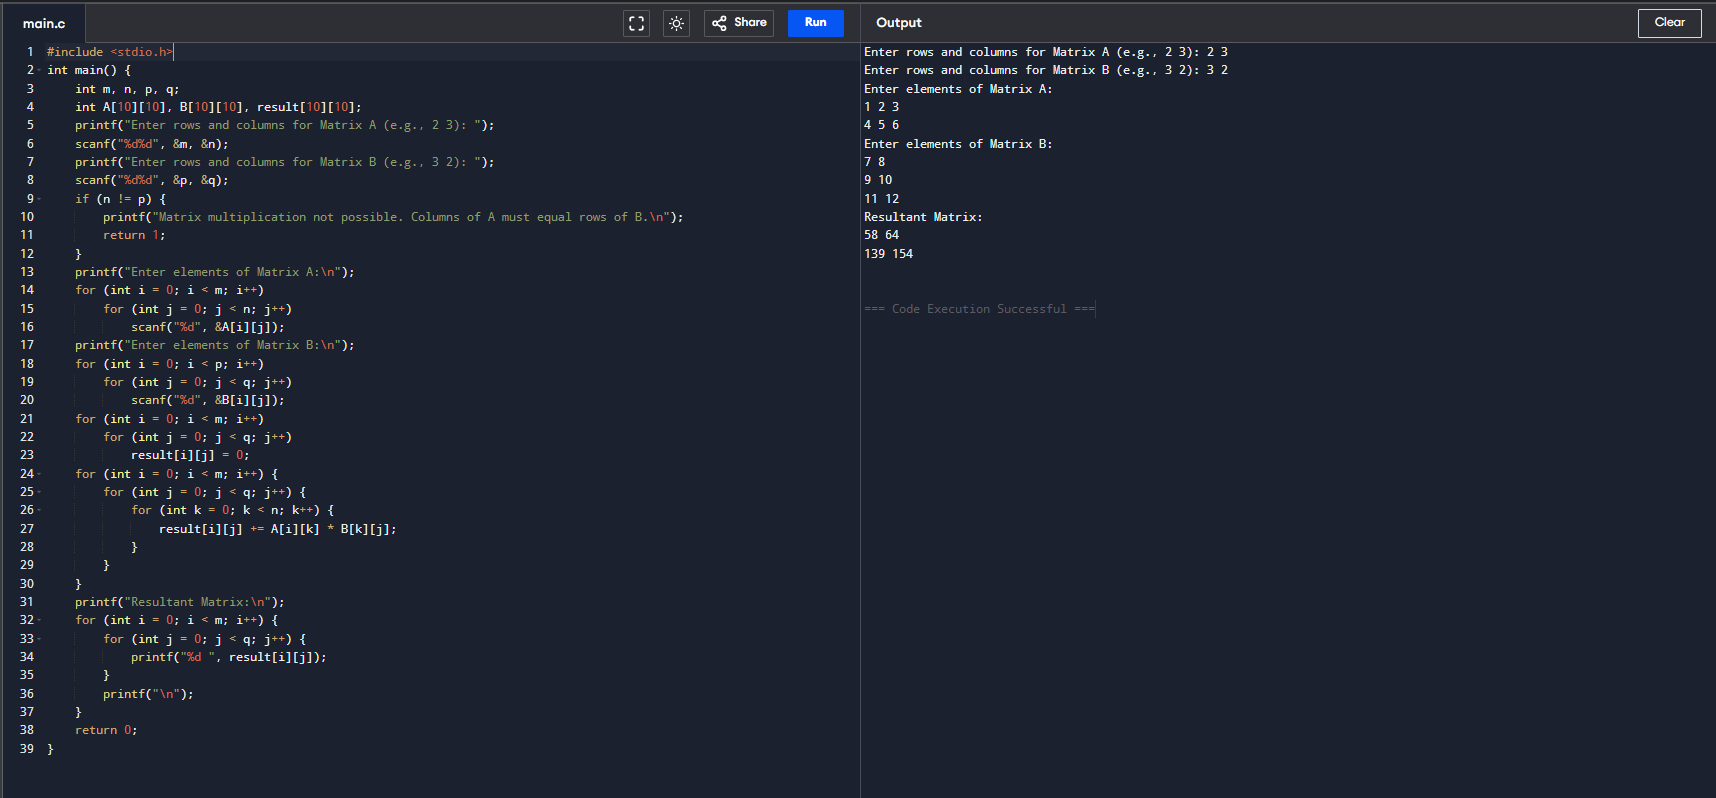 main.c
Share
Run
Output
Clear
1 #include <stdio.h>
2 int main() {
3     int m, n, p, q;
4     int A[10][10], B[10][10], result[10][10];
5     printf("Enter rows and columns for Matrix A (e.g., 2 3): ");
6     scanf("%d%d", &m, &n);
7     printf("Enter rows and columns for Matrix B (e.g., 3 2): ");
8     scanf("%d%d", &p, &q);
9     if (n != p) {
10         printf("Matrix multiplication not possible. Columns of A must equal rows of B.\n");
11         return 1;
12     }
13     printf("Enter elements of Matrix A:\n");
14     for (int i = 0; i < m; i++)
15         for (int j = 0; j < n; j++)
16             scanf("%d", &A[i][j]);
17     printf("Enter elements of Matrix B:\n");
18     for (int i = 0; i < p; i++)
19         for (int j = 0; j < q; j++)
20             scanf("%d", &B[i][j]);
21     for (int i = 0; i < m; i++)
22         for (int j = 0; j < q; j++)
23             result[i][j] = 0;
24     for (int i = 0; i < m; i++) {
25         for (int j = 0; j < q; j++) {
26             for (int k = 0; k < n; k++) {
27                 result[i][j] += A[i][k] * B[k][j];
28             }
29         }
30     }
31     printf("Resultant Matrix:\n");
32     for (int i = 0; i < m; i++) {
33         for (int j = 0; j < q; j++) {
34             printf("%d ", result[i][j]);
35         }
36         printf("\n");
37     }
38     return 0;
39 }
Enter rows and columns for Matrix A (e.g., 2 3): 2 3
Enter rows and columns for Matrix B (e.g., 3 2): 3 2
Enter elements of Matrix A:
1 2 3
4 5 6
Enter elements of Matrix B:
7 8
9 10
11 12
Resultant Matrix:
58 64
139 154
=== Code Execution Successful ===